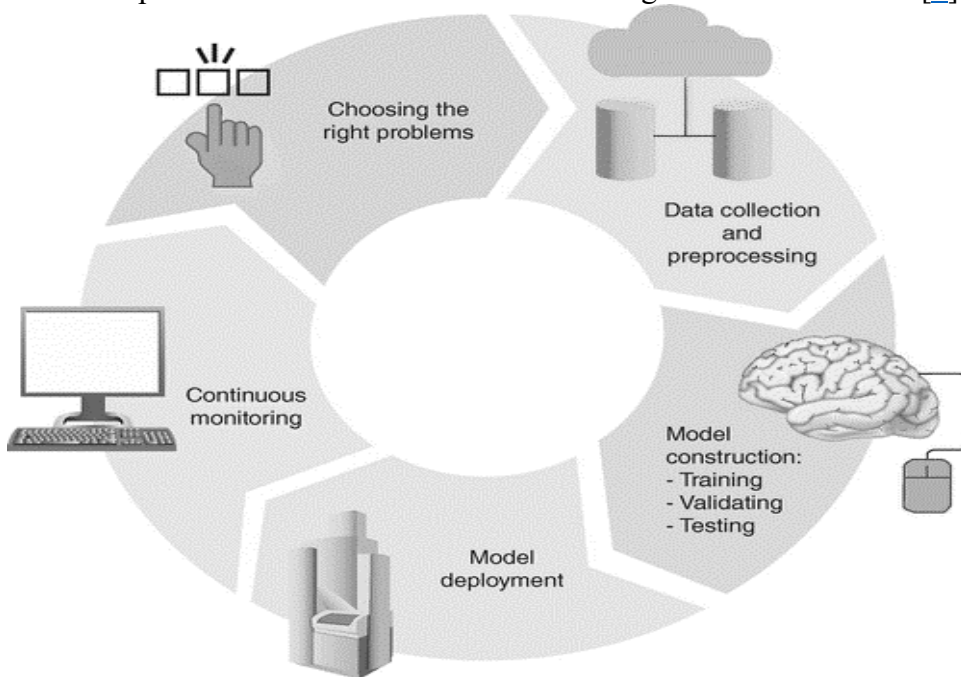 [
]
Choosing the
right problems
Data collection
and
preprocessing
Model
construction:
- Training
- Validating
- Testing
Model
deployment
Continuous
monitoring